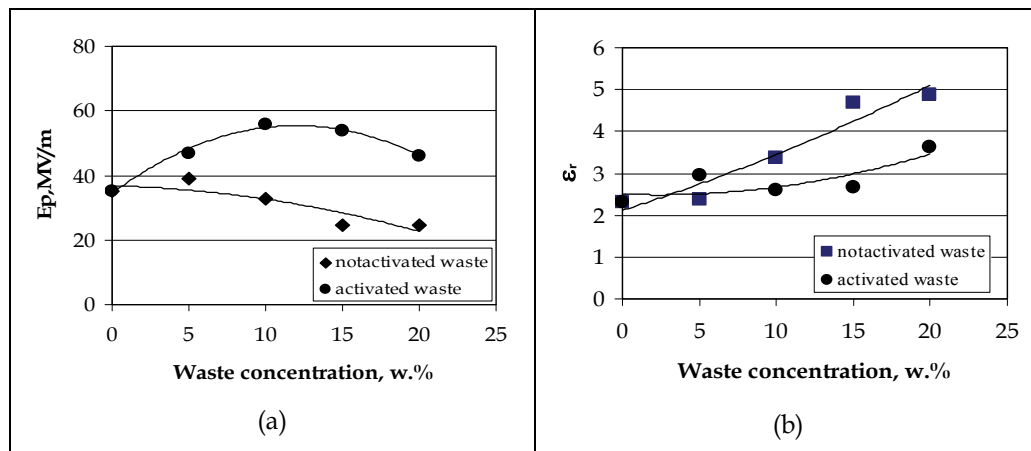 80
60
40
20
0
Ep,MV/m
notactivated waste
activated waste
0 5 10 15 20 25
Waste concentration, w.%
(a)
6
5
4
3
2
1
0
εr
notactivated waste
activated waste
0 5 10 15 20 25
Waste concentration, w.%
(b)